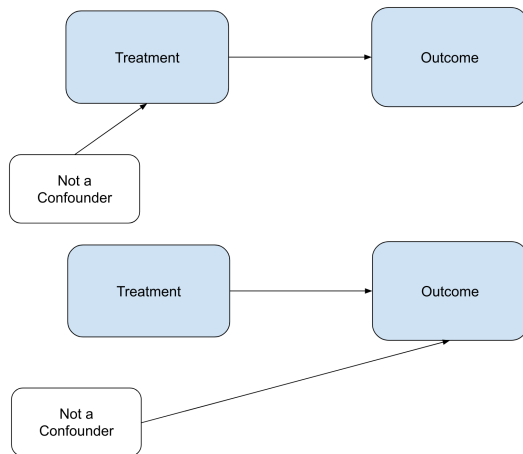 Treatment
Outcome
Not a
Confounder
Treatment
Outcome
Not a
Confounder